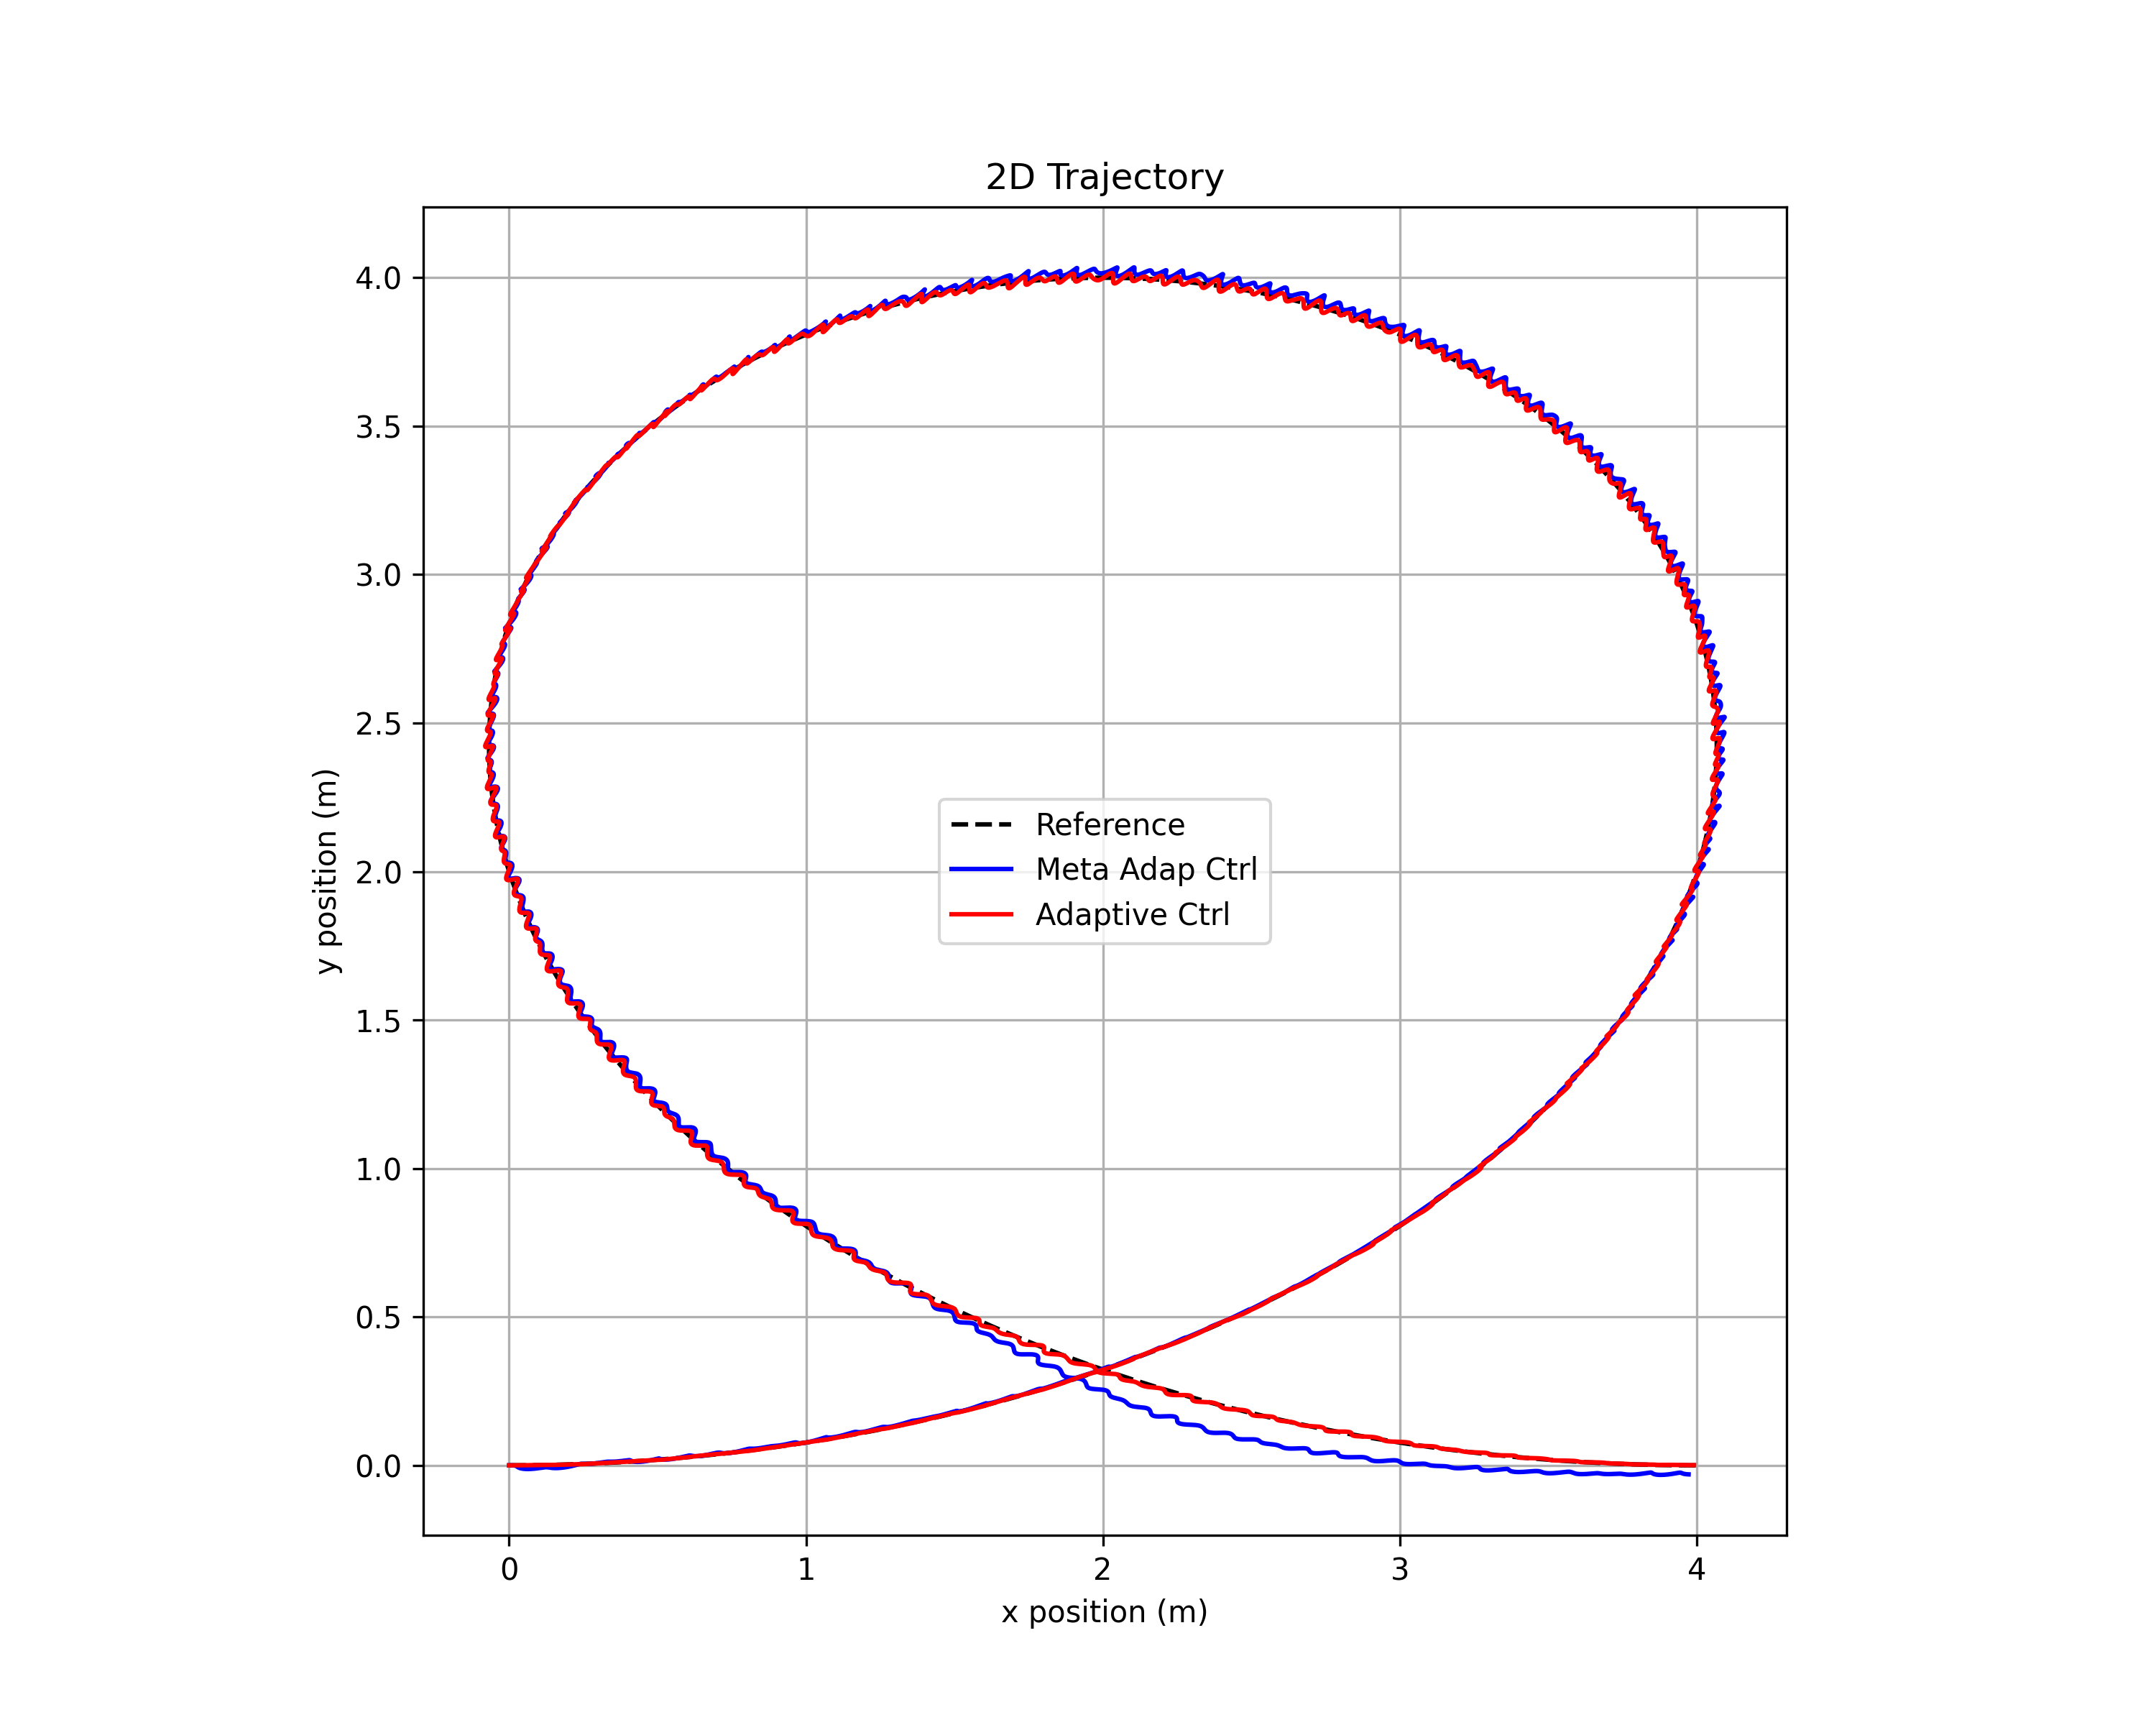 2D Trajectory
y position (m)
4.0
3.5
3.0
2.5
2.0
1.5
1.0
0.5
0.0
Reference
Meta Adap Ctrl
Adaptive Ctrl
0 1 2 3 4
x position (m)